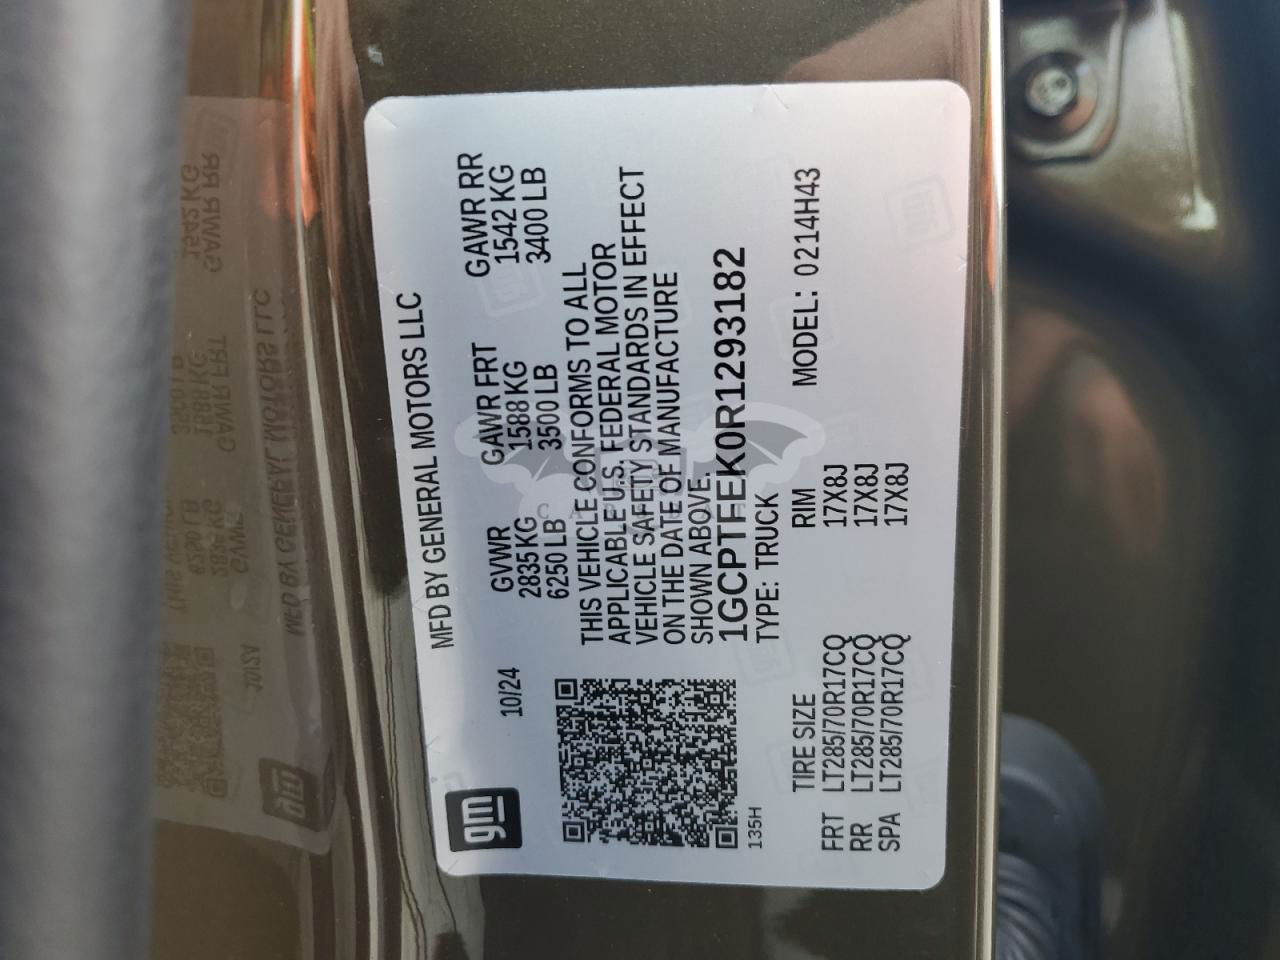 MFD BY GENERAL MOTORS LLC
10/24
GVWR GAWR FRT GAWR RR
2835 KG 1588 KG 1542 KG
6250 LB 3500 LB 3400 LB
THIS VEHICLE CONFORMS TO ALL
APPLICABLE U.S. FEDERAL MOTOR
VEHICLE SAFETY STANDARDS IN EFFECT
ON THE DATE OF MANUFACTURE
SHOWN ABOVE.
1GCPTFEK0R1293182
TYPE: TRUCK MODEL: 0214H43
gm
135H
TIRE SIZE RIM
FRT LT285/70R17CQ 17X8J
RR LT285/70R17CQ 17X8J
SPA LT285/70R17CQ 17X8J